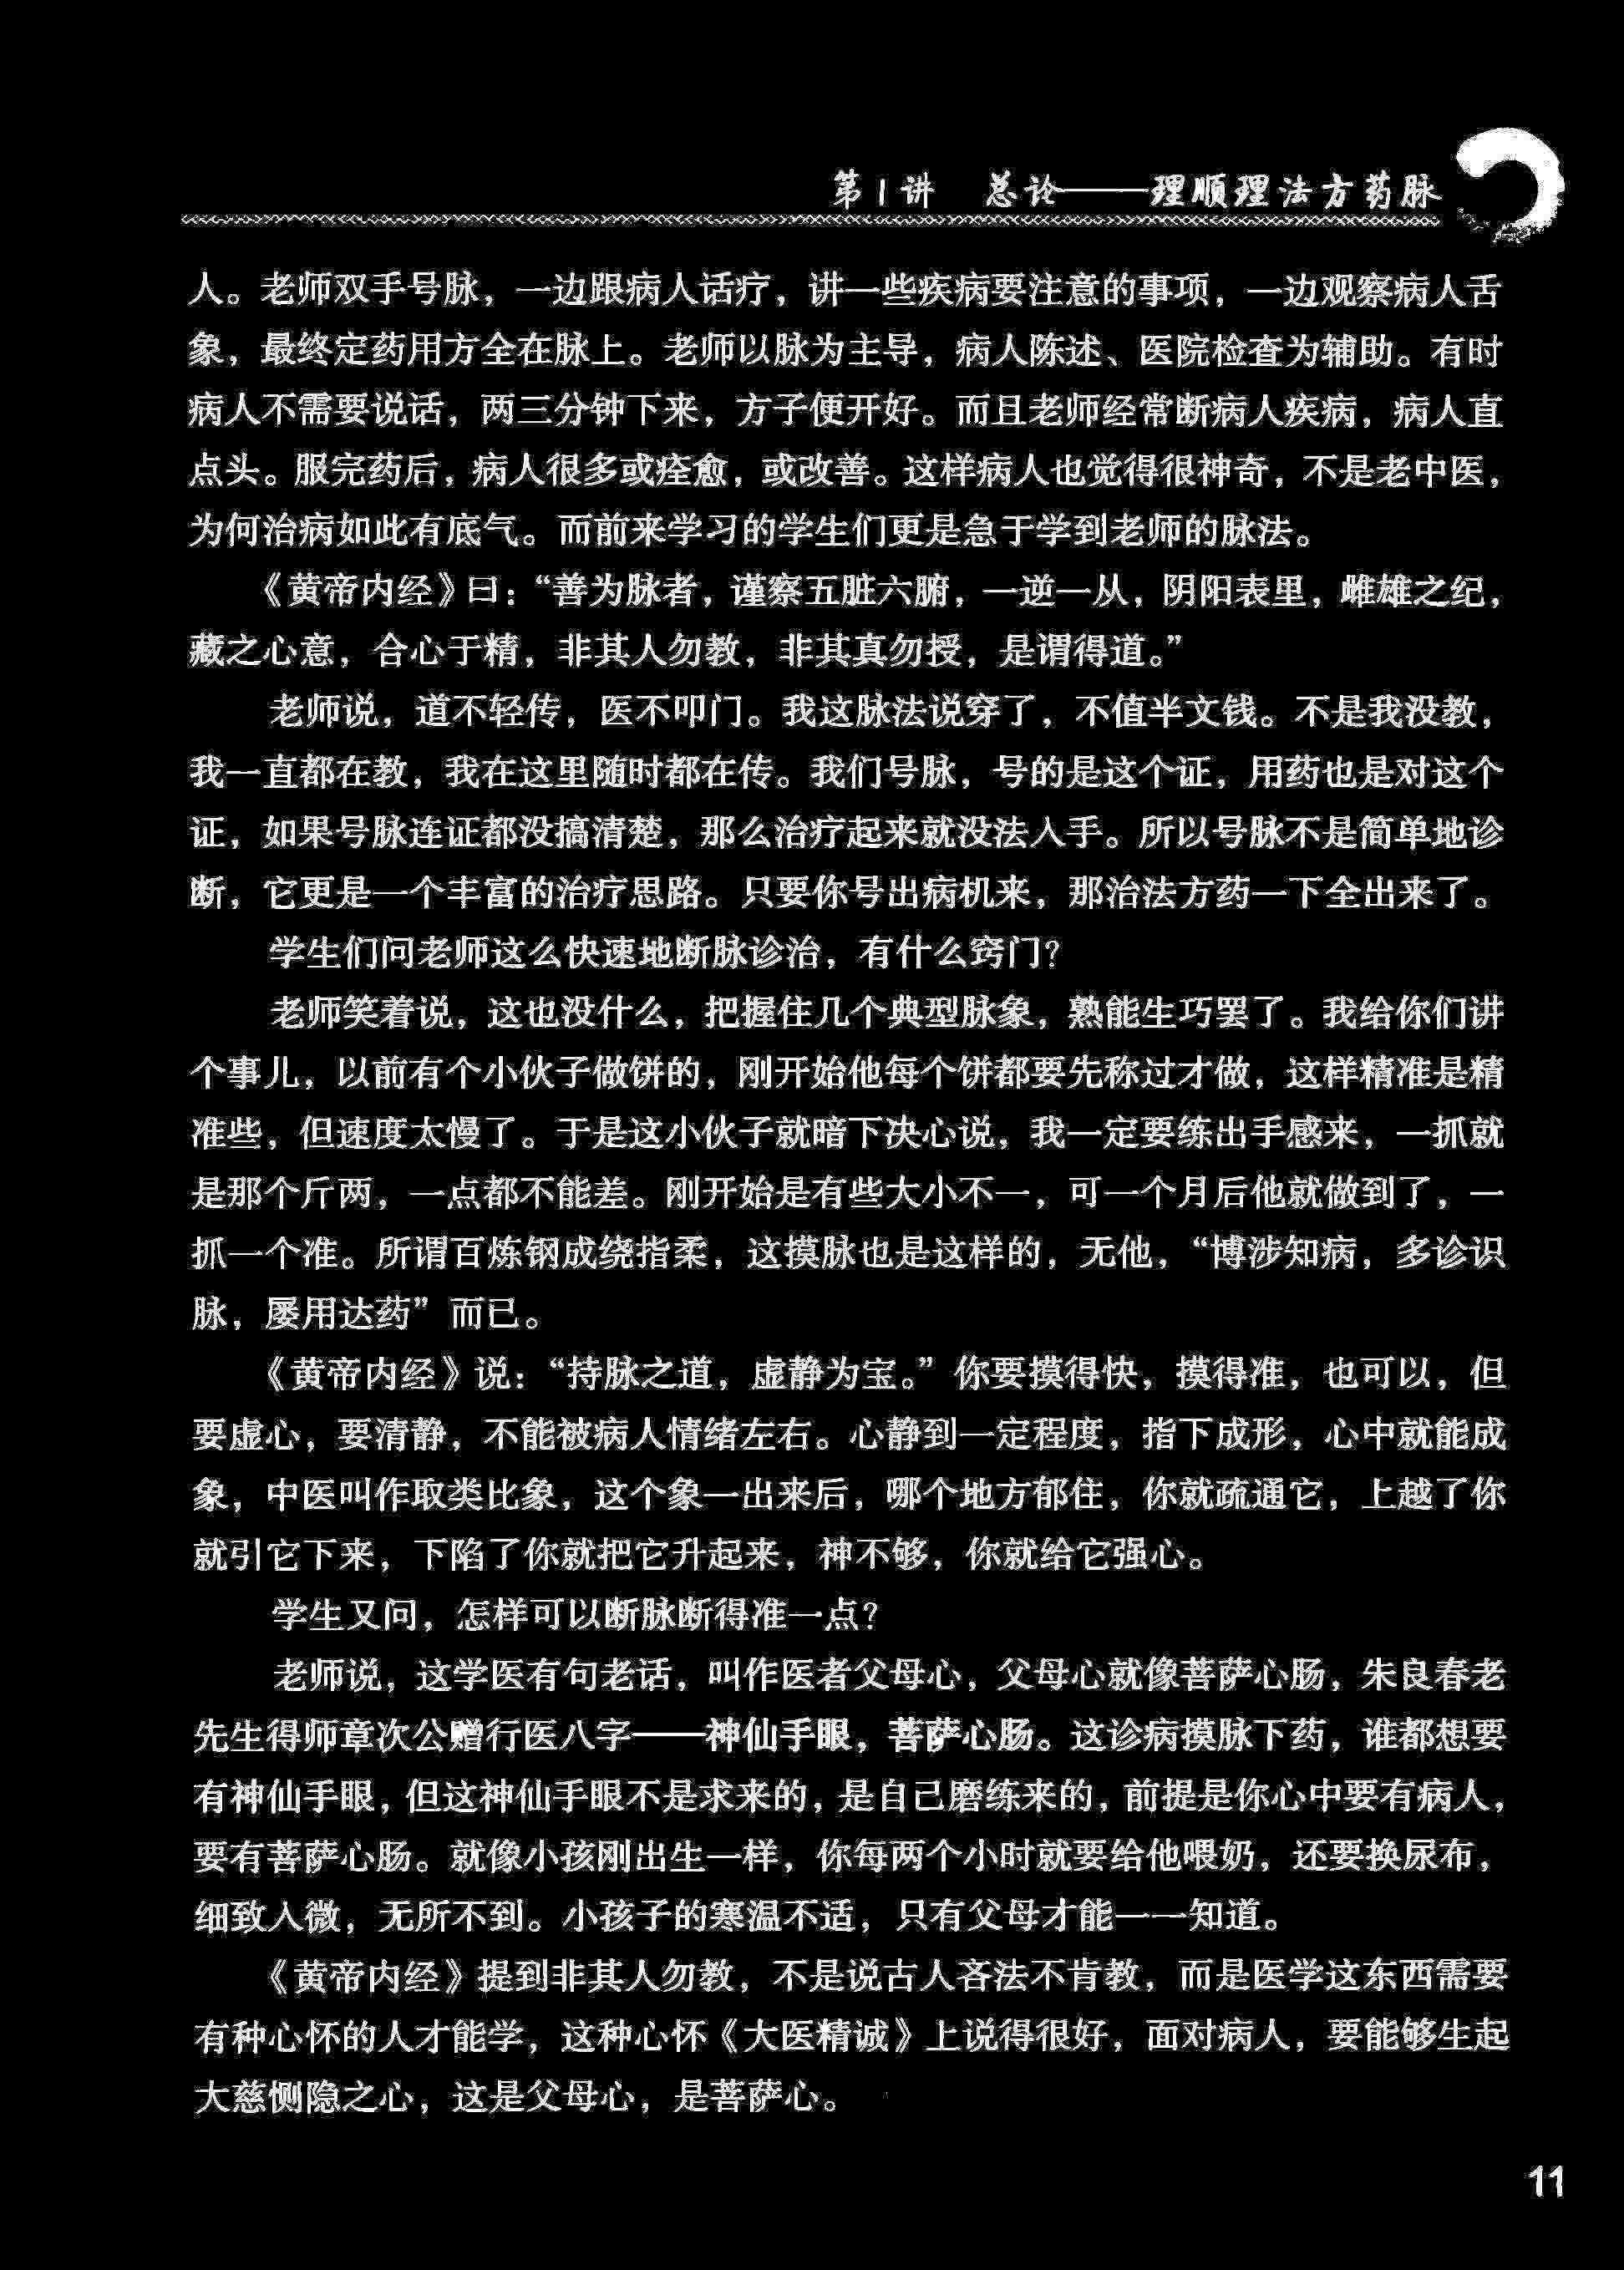 第1讲 总论——理顺理法方药脉
人。老师双手号脉，一边跟病人话疗，讲一些疾病要注意的事项，一边观察病人舌
象，最终定药用方全在脉上。老师以脉为主导，病人陈述、医院检查为辅助。有时
病人不需要说话，两三分钟下来，方子便开好。而且老师经常断病人疾病，病人直
点头。服完药后，病人很多或痊愈，或改善。这样病人也觉得很神奇，不是老中医，
为何治病如此有底气。而前来学习的学生们更是急于学到老师的脉法。
《黄帝内经》曰：“善为脉者，谨察五脏六腑，一逆一从，阴阳表里，雌雄之纪，
藏之心意，合心于精，非其人勿教，非其真勿授，是谓得道。”
老师说，道不轻传，医不叩门。我这脉法说穿了，不值半文钱。不是我没教，
我一直都在教，我在这里随时都在传。我们号脉，号的是这个证，用药也是对这个
证，如果号脉连证都没搞清楚，那么治疗起来就没法入手。所以号脉不是简单地诊
断，它更是一个丰富的治疗思路。只要你号出病机来，那治法方药一下全出来了。
学生们问老师这么快速地断脉诊治，有什么窍门？
老师笑着说，这也没什么，把握住几个典型脉象，熟能生巧罢了。我给你们讲
个事儿，以前有个小伙子做饼的，刚开始他每个饼都要先称过才做，这样精准是精
准些，但速度太慢了。于是这小伙子就暗下决心说，我一定要练出手感来，一抓就
是那个斤两，一点都不能差。刚开始是有些大小不一，可一个月后他就做到了，一
抓一个准。所谓百炼钢成绕指柔，这摸脉也是这样的，无他，“博涉知病，多诊识
脉，屡用达药”而已。
《黄帝内经》说：“持脉之道，虚静为宝。”你要摸得快，摸得准，也可以，但
要虚心，要清静，不能被病人情绪左右。心静到一定程度，指下成形，心中就能成
象，中医叫作取类比象，这个象一出来后，哪个地方郁住，你就疏通它，上越了你
就引它下来，下陷了你就把它升起来，神不够，你就给它强心。
学生又问，怎样可以断脉断得准一点？
老师说，这学医有句老话，叫作医者父母心，父母心就像菩萨心肠，朱良春老
先生得师章次公赠行医八字——神仙手眼，菩萨心肠。这诊病摸脉下药，谁都想要
有神仙手眼，但这神仙手眼不是求来的，是自己磨练来的，前提是你心中要有病人，
要有菩萨心肠。就像小孩刚出生一样，你每两个小时就要给他喂奶，还要换尿布，
细致入微，无所不到。小孩子的寒温不适，只有父母才能一一知道。
《黄帝内经》提到非其人勿教，不是说古人吝法不肯教，而是医学这东西需要
有种心怀的人才能学，这种心怀《大医精诚》上说得很好，面对病人，要能够生起
大慈恻隐之心，这是父母心，是菩萨心。
11